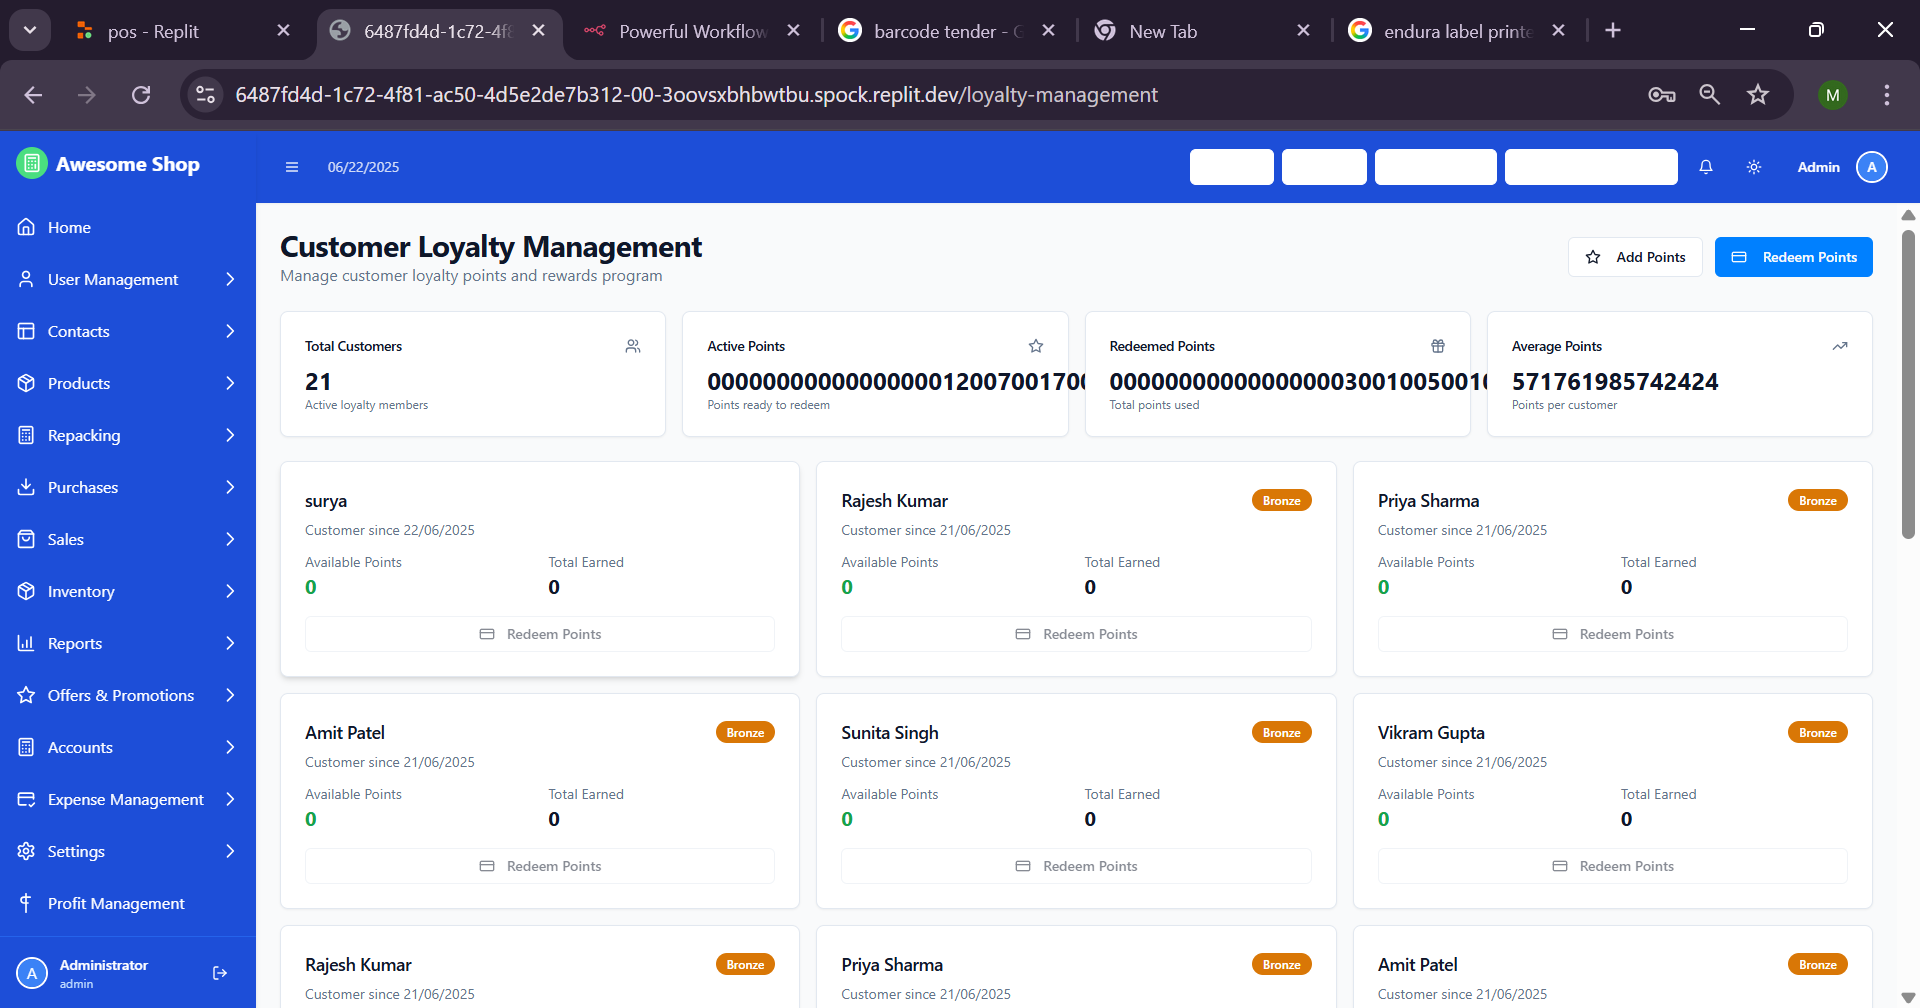 pos - Replit
6487fd4d-1c72-4f8
Powerful Workflow
barcode tender - G
New Tab
endura label printe
6487fd4d-1c72-4f81-ac50-4d5e2de7b312-00-3oovsxbhbwtbu.spock.replit.dev/loyalty-management
M
Awesome Shop
06/22/2025
Admin
A
Home
User Management
Contacts
Products
Repacking
Purchases
Sales
Inventory
Reports
Offers & Promotions
Accounts
Expense Management
Settings
Profit Management
A
Administrator
admin
Customer Loyalty Management
Manage customer loyalty points and rewards program
Add Points
Redeem Points
Total Customers
21
Active loyalty members
Active Points
Points ready to redeem
Redeemed Points
Total points used
Average Points
571761985742424
Points per customer
surya
Customer since 22/06/2025
Available Points
Total Earned
0
0
Redeem Points
Rajesh Kumar
Bronze
Customer since 21/06/2025
Available Points
Total Earned
0
0
Redeem Points
Priya Sharma
Bronze
Customer since 21/06/2025
Available Points
Total Earned
0
0
Redeem Points
Amit Patel
Bronze
Customer since 21/06/2025
Available Points
Total Earned
0
0
Redeem Points
Sunita Singh
Bronze
Customer since 21/06/2025
Available Points
Total Earned
0
0
Redeem Points
Vikram Gupta
Bronze
Customer since 21/06/2025
Available Points
Total Earned
0
0
Redeem Points
Rajesh Kumar
Bronze
Customer since 21/06/2025
Priya Sharma
Bronze
Customer since 21/06/2025
Amit Patel
Bronze
Customer since 21/06/2025